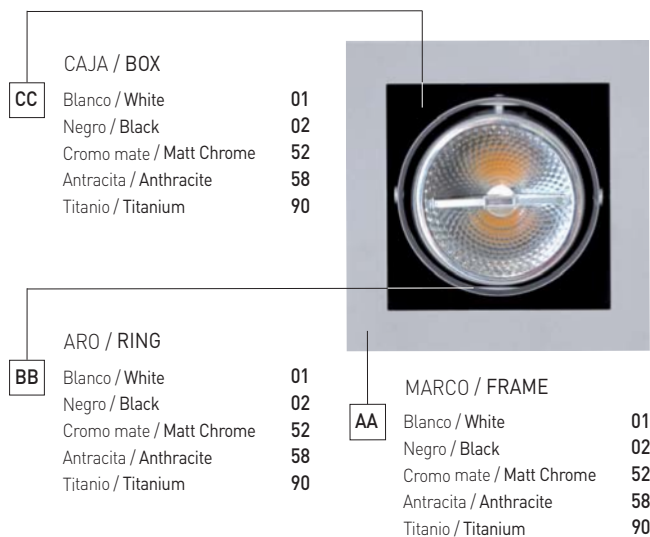 CAJA / BOX
CC
Blanco / White 01
Negro / Black 02
Cromo mate / Matt Chrome 52
Antracita / Anthracite 58
Titanio / Titanium 90
ARO / RING
BB
Blanco / White 01
Negro / Black 02
Cromo mate / Matt Chrome 52
Antracita / Anthracite 58
Titanio / Titanium 90
MARCO / FRAME
AA
Blanco / White 01
Negro / Black 02
Cromo mate / Matt Chrome 52
Antracita / Anthracite 58
Titanio / Titanium 90